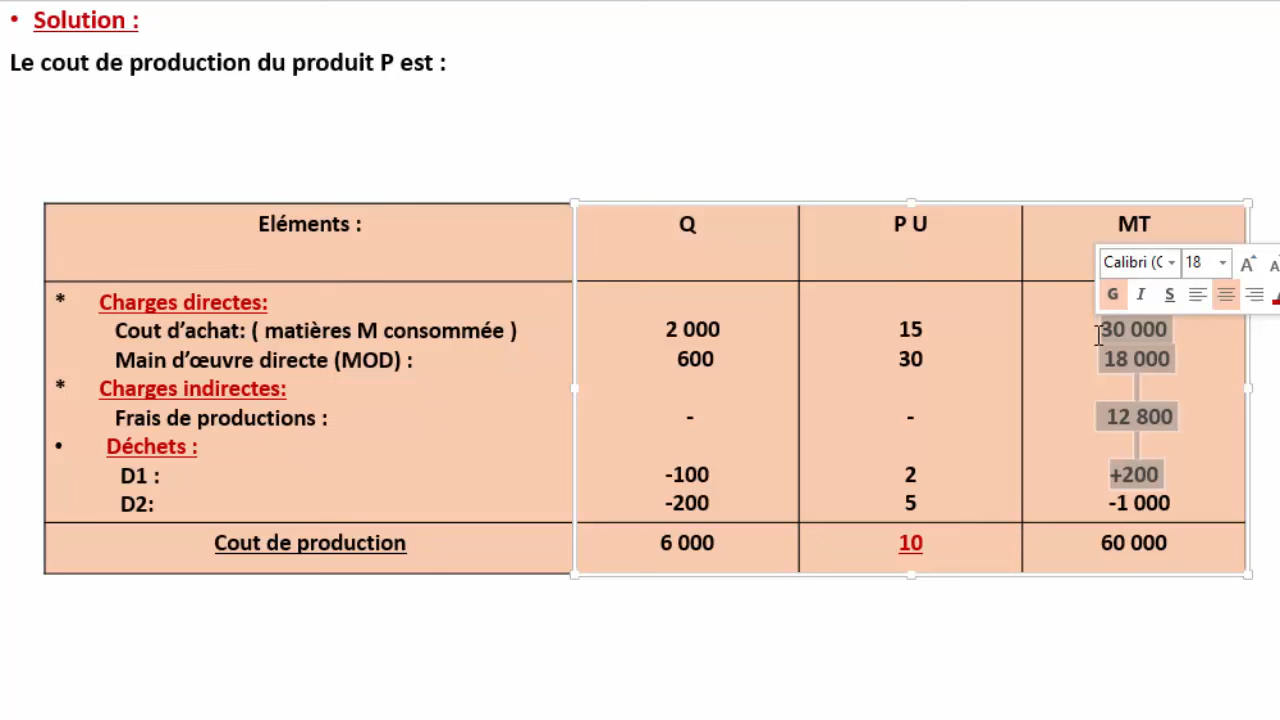 • Solution :
Le cout de production du produit P est :
Eléments : Q P U MT
Calibri (C 18 A A
G I S
* Charges directes:
Cout d’achat: ( matières M consommée ) 2 000 15 30 000
Main d’œuvre directe (MOD) : 600 30 18 000
* Charges indirectes:
Frais de productions : - - 12 800
• Déchets :
D1 : -100 2 +200
D2: -200 5 -1 000
Cout de production 6 000 10 60 000